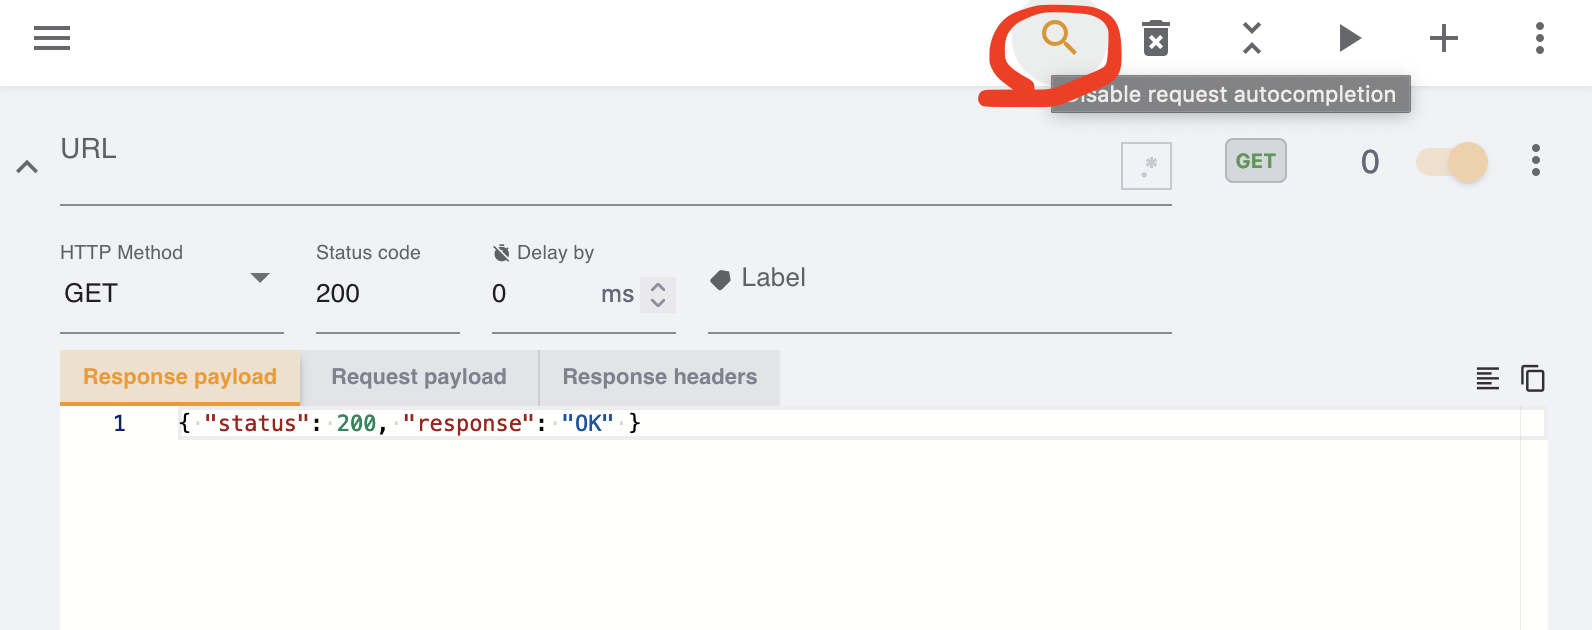 Disable request autocompletion
URL
.*
GET
0
HTTP Method
Status code
Delay by
Label
GET
200
0
ms
Response payload
Request payload
Response headers
1
{ "status": 200, "response": "OK" }